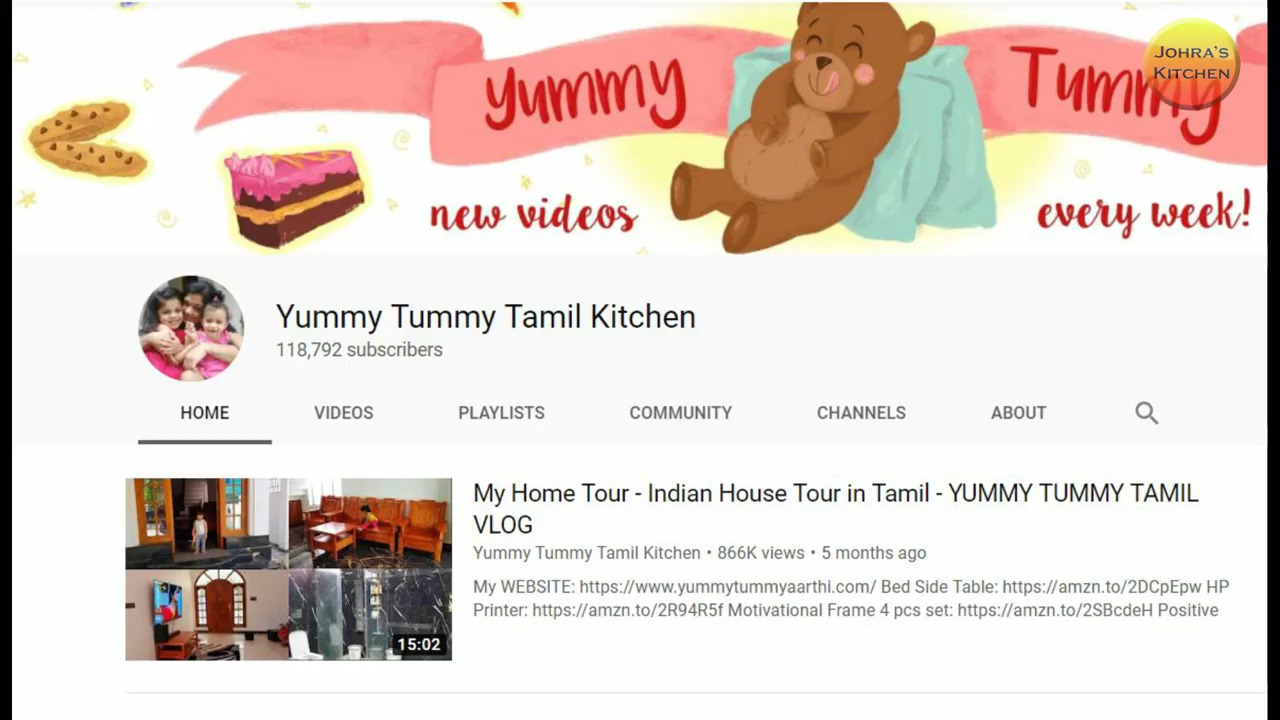 Yummy Tummy
JOHRA'S
KITCHEN
new videos every week!
Yummy Tummy Tamil Kitchen
118,792 subscribers
HOME VIDEOS PLAYLISTS COMMUNITY CHANNELS ABOUT
My Home Tour - Indian House Tour in Tamil - YUMMY TUMMY TAMIL
VLOG
Yummy Tummy Tamil Kitchen • 866K views • 5 months ago
My WEBSITE: https://www.yummytummyaarthi.com/ Bed Side Table: https://amzn.to/2DCpEpw HP
Printer: https://amzn.to/2R94R5f Motivational Frame 4 pcs set: https://amzn.to/2SBcdeH Positive
15:02